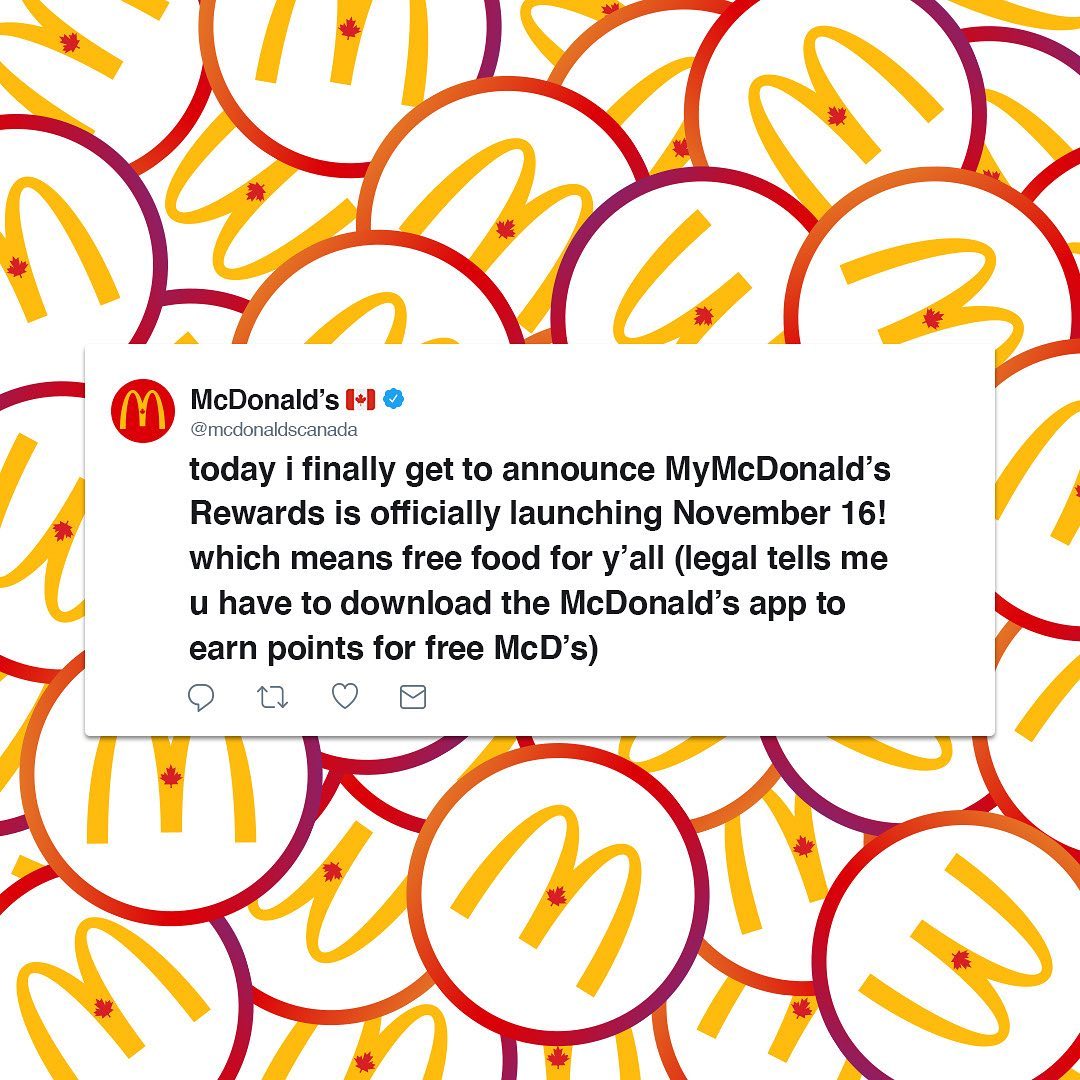 McDonald’s 🇨🇦
@mcdonaldscanada
today i finally get to announce MyMcDonald’s
Rewards is officially launching November 16!
which means free food for y’all (legal tells me
u have to download the McDonald’s app to
earn points for free McD’s)